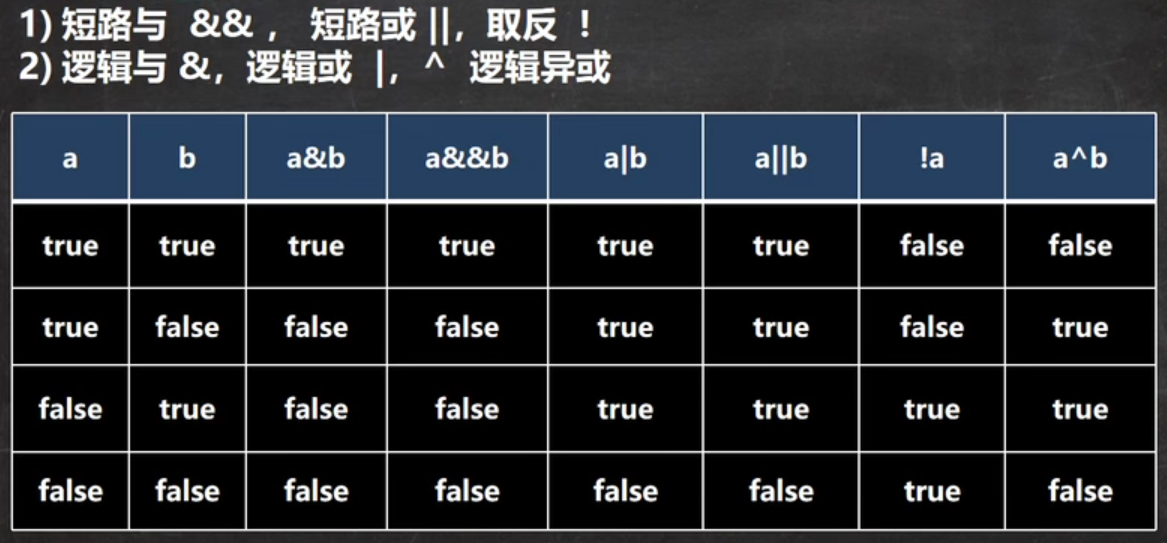 1) 短路与 && ， 短路或 ||，取反 ！
2) 逻辑与 &，逻辑或 |，^ 逻辑异或
a b a&b a&&b a|b a||b !a a^b
true true true true true true false false
true false false false true true false true
false true false false true true true true
false false false false false false true false